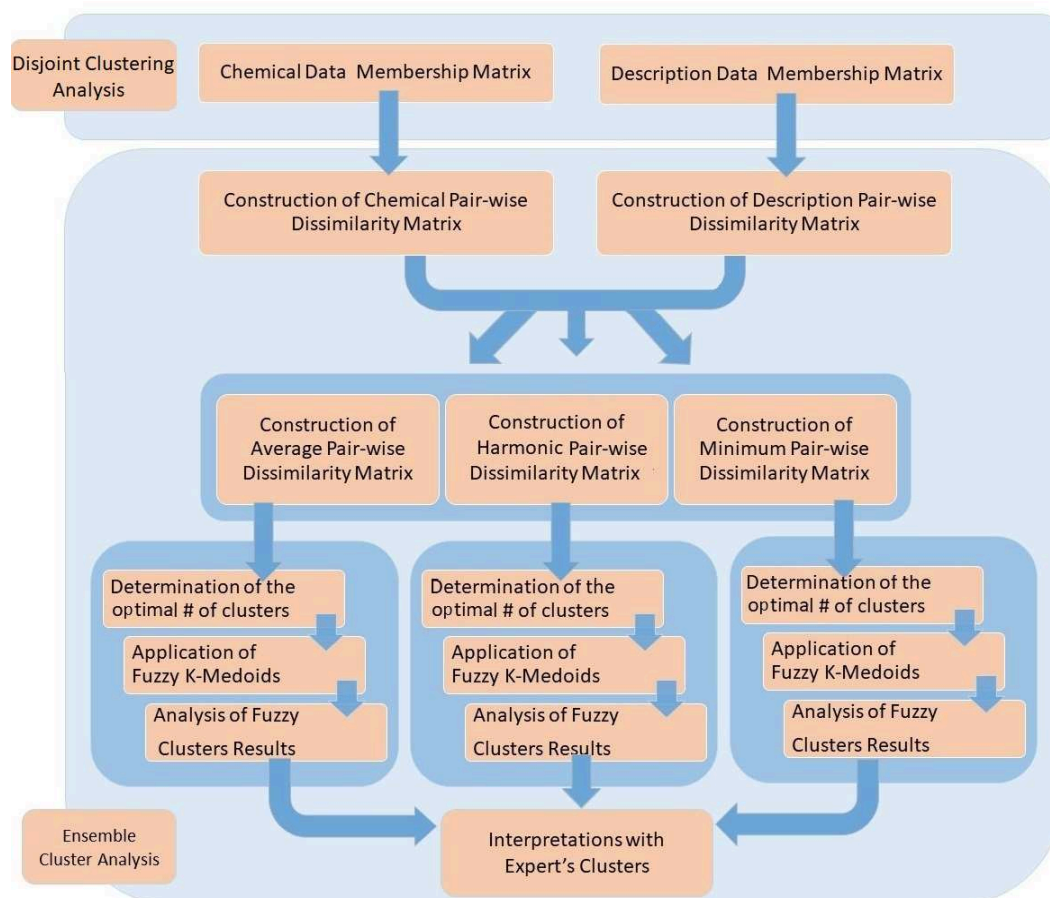 Disjoint Clustering
Analysis
Chemical Data Membership Matrix
Description Data Membership Matrix
Construction of Chemical Pair-wise
Dissimilarity Matrix
Construction of Description Pair-wise
Dissimilarity Matrix
Construction of
Average Pair-wise
Dissimilarity Matrix
Construction of
Harmonic Pair-wise
Dissimilarity Matrix
Construction of
Minimum Pair-wise
Dissimilarity Matrix
Determination of the
optimal # of clusters
Application of
Fuzzy K-Medoids
Analysis of Fuzzy
Clusters Results
Determination of the
optimal # of clusters
Application of
Fuzzy K-Medoids
Analysis of Fuzzy
Clusters Results
Determination of the
optimal # of clusters
Application of
Fuzzy K-Medoids
Analysis of Fuzzy
Clusters Results
Ensemble
Cluster Analysis
Interpretations with
Expert's Clusters